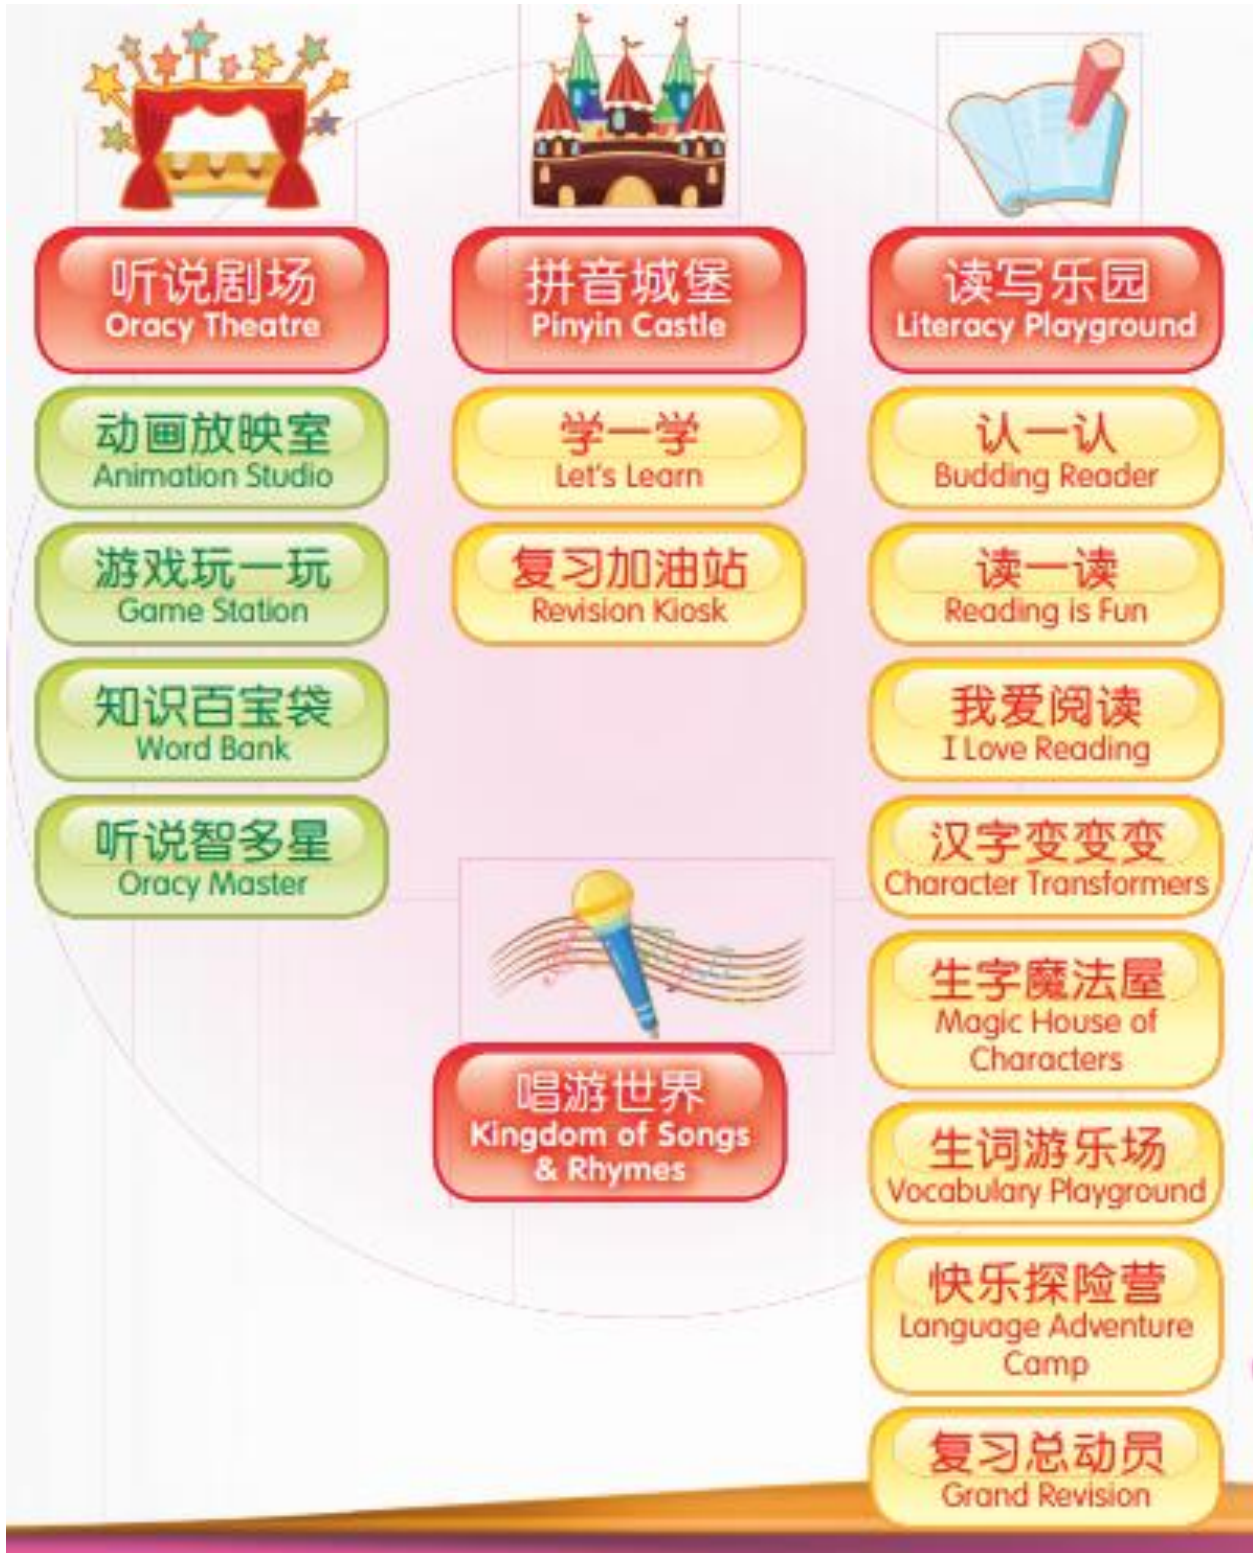 听说剧场
Oracy Theatre
动画放映室
Animation Studio
游戏玩一玩
Game Station
知识百宝袋
Word Bank
听说智多星
Oracy Master
拼音城堡
Pinyin Castle
学一学
Let's Learn
复习加油站
Revision Kiosk
唱游世界
Kingdom of Songs
& Rhymes
读写乐园
Literacy Playground
认一认
Budding Reader
读一读
Reading is Fun
我爱阅读
I Love Reading
汉字变变变
Character Transformers
生字魔法屋
Magic House of
Characters
生词游乐场
Vocabulary Playground
快乐探险营
Language Adventure
Camp
复习总动员
Grand Revision